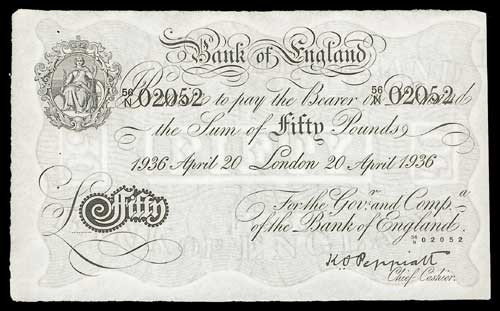 Bank of England
56/N 02052 Promise to pay the Bearer on Demand 56/N 02052
the Sum of Fifty Pounds
1936 April 20 London 20 April 1936
For the Gov.r and Comp.a
of the Bank of England.
£Fifty
56/N 02052
K.O. Peppiatt
Chief Cashier.